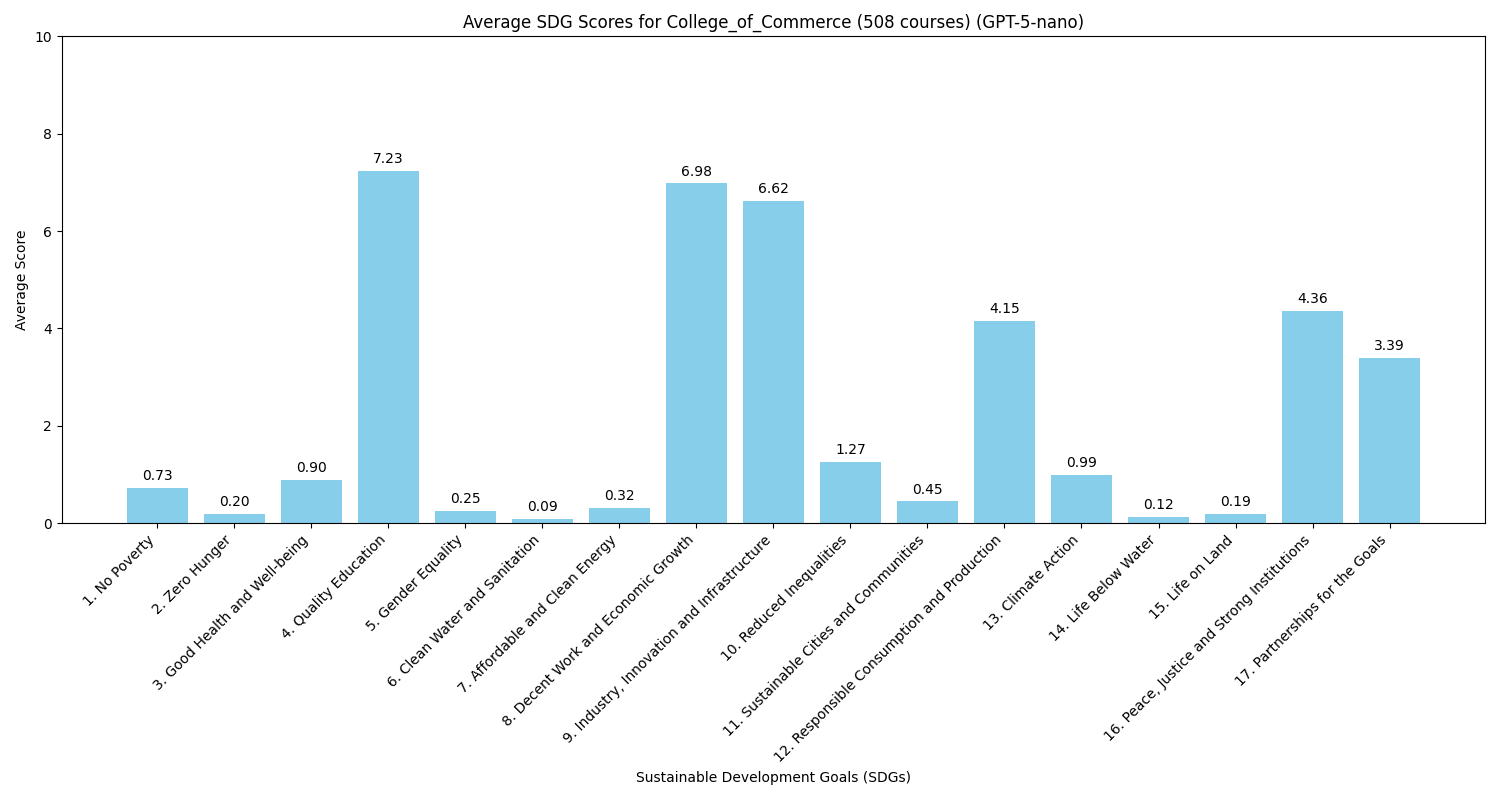 Average SDG Scores for College_of_Commerce (508 courses) (GPT-5-nano)
Average Score
10
8
6
4
2
0
0.73
0.20
0.90
7.23
0.25
0.09
0.32
6.98
6.62
1.27
0.45
4.15
0.99
0.12
0.19
4.36
3.39
1. No Poverty
2. Zero Hunger
3. Good Health and Well-being
4. Quality Education
5. Gender Equality
6. Clean Water and Sanitation
7. Affordable and Clean Energy
8. Decent Work and Economic Growth
9. Industry, Innovation and Infrastructure
10. Reduced Inequalities
11. Sustainable Cities and Communities
12. Responsible Consumption and Production
13. Climate Action
14. Life Below Water
15. Life on Land
16. Peace, Justice and Strong Institutions
17. Partnerships for the Goals
Sustainable Development Goals (SDGs)